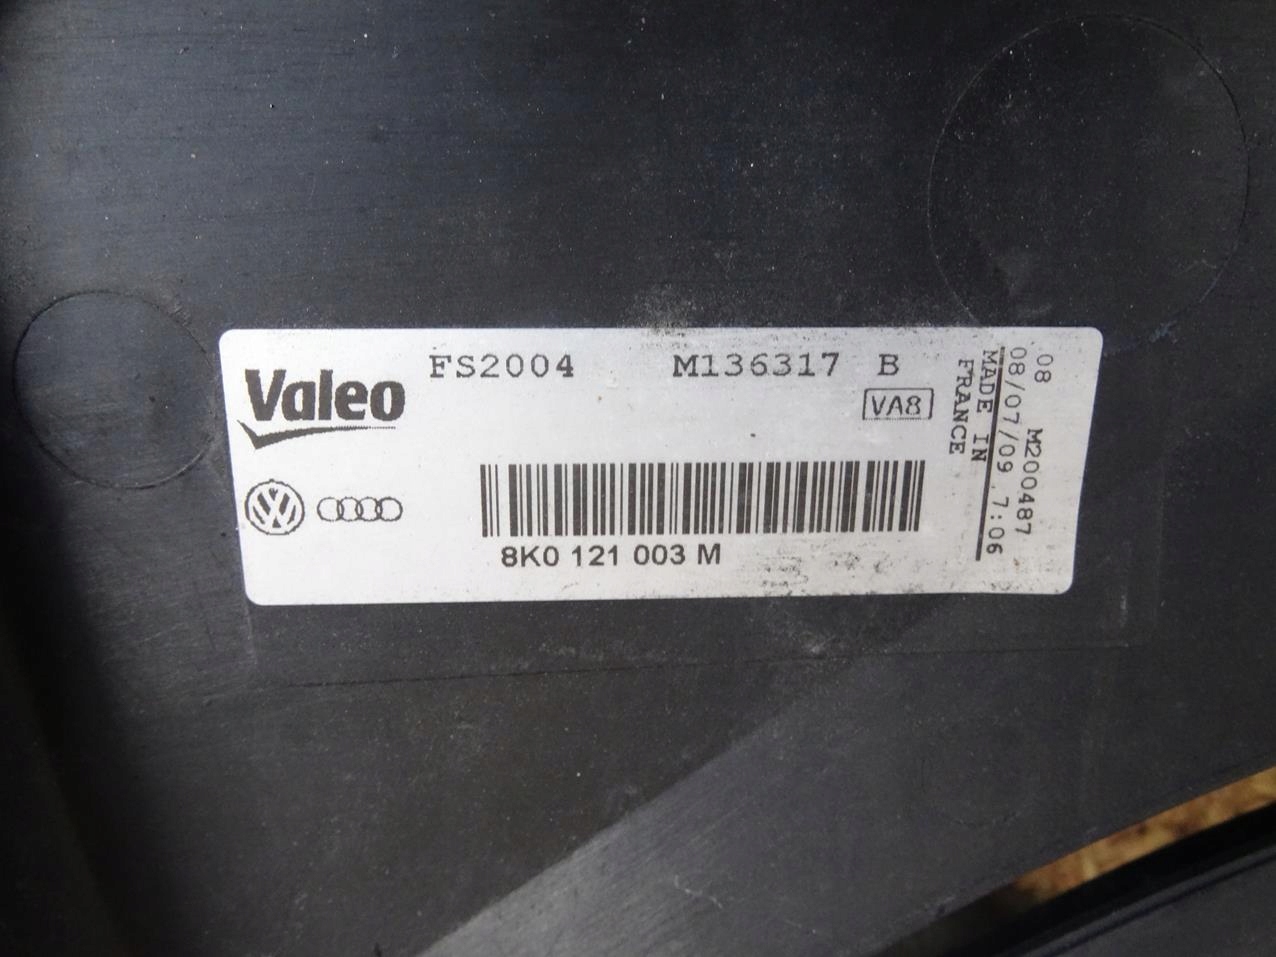 FS2004 M136317 B
Valeo
VA8
8K0 121 003 M
08 M200487
08/07/09 7:06
MADE IN
FRANCE